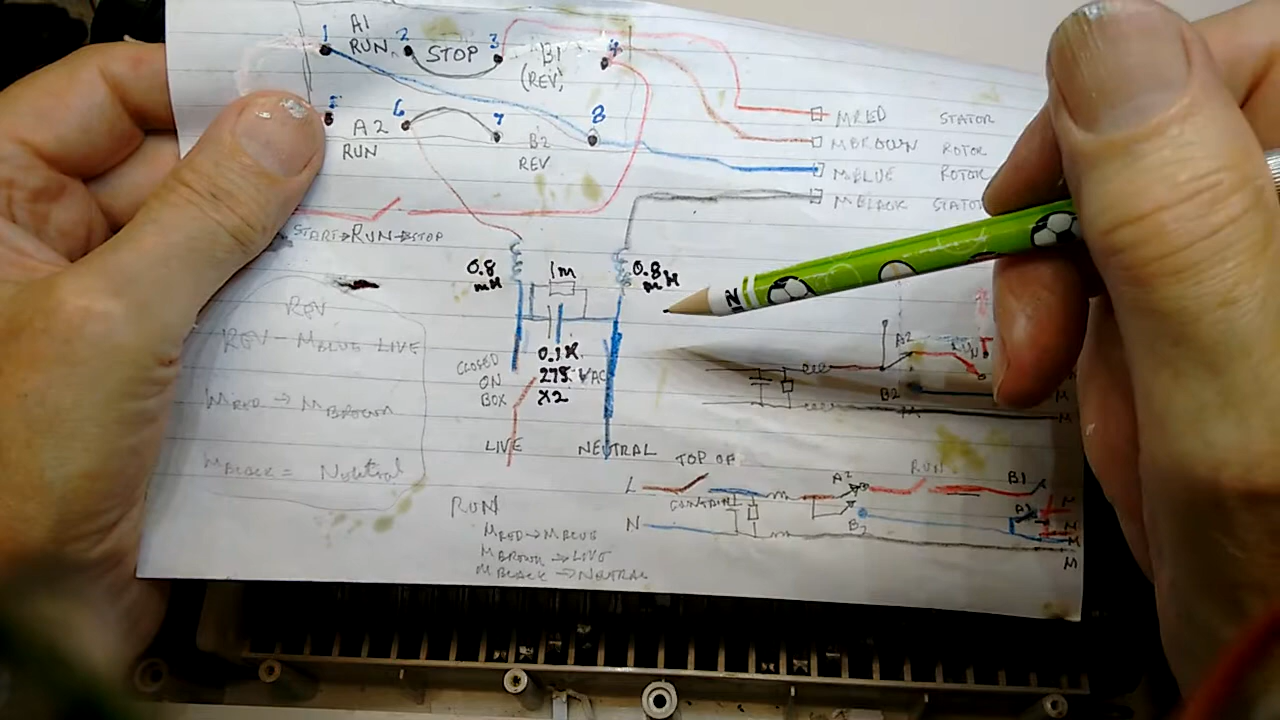 A1
1 RUN 2 STOP 3 B1 4
(REV)
5 A2 6 7 B2 8
RUN REV
MRED STATOR
MBROWN ROTOR
MBLUE ROTOR
MBLACK STATO
START→RUN→STOP
0.8 mH
1m
0.8 mH
CLOSED
ON
BOX
275 VAC
X2
LIVE
NEUTRAL
REV
REV - MBLUE LIVE
MRED → MBROWN
MBLACK = Neutral
A2
B2
M
M
TOP OF
RUN
L
A2
B1
N
B2
M
M
RUN
MRED → MBLUE
MBROWN → LIVE
MBLACK → NEUTRAL